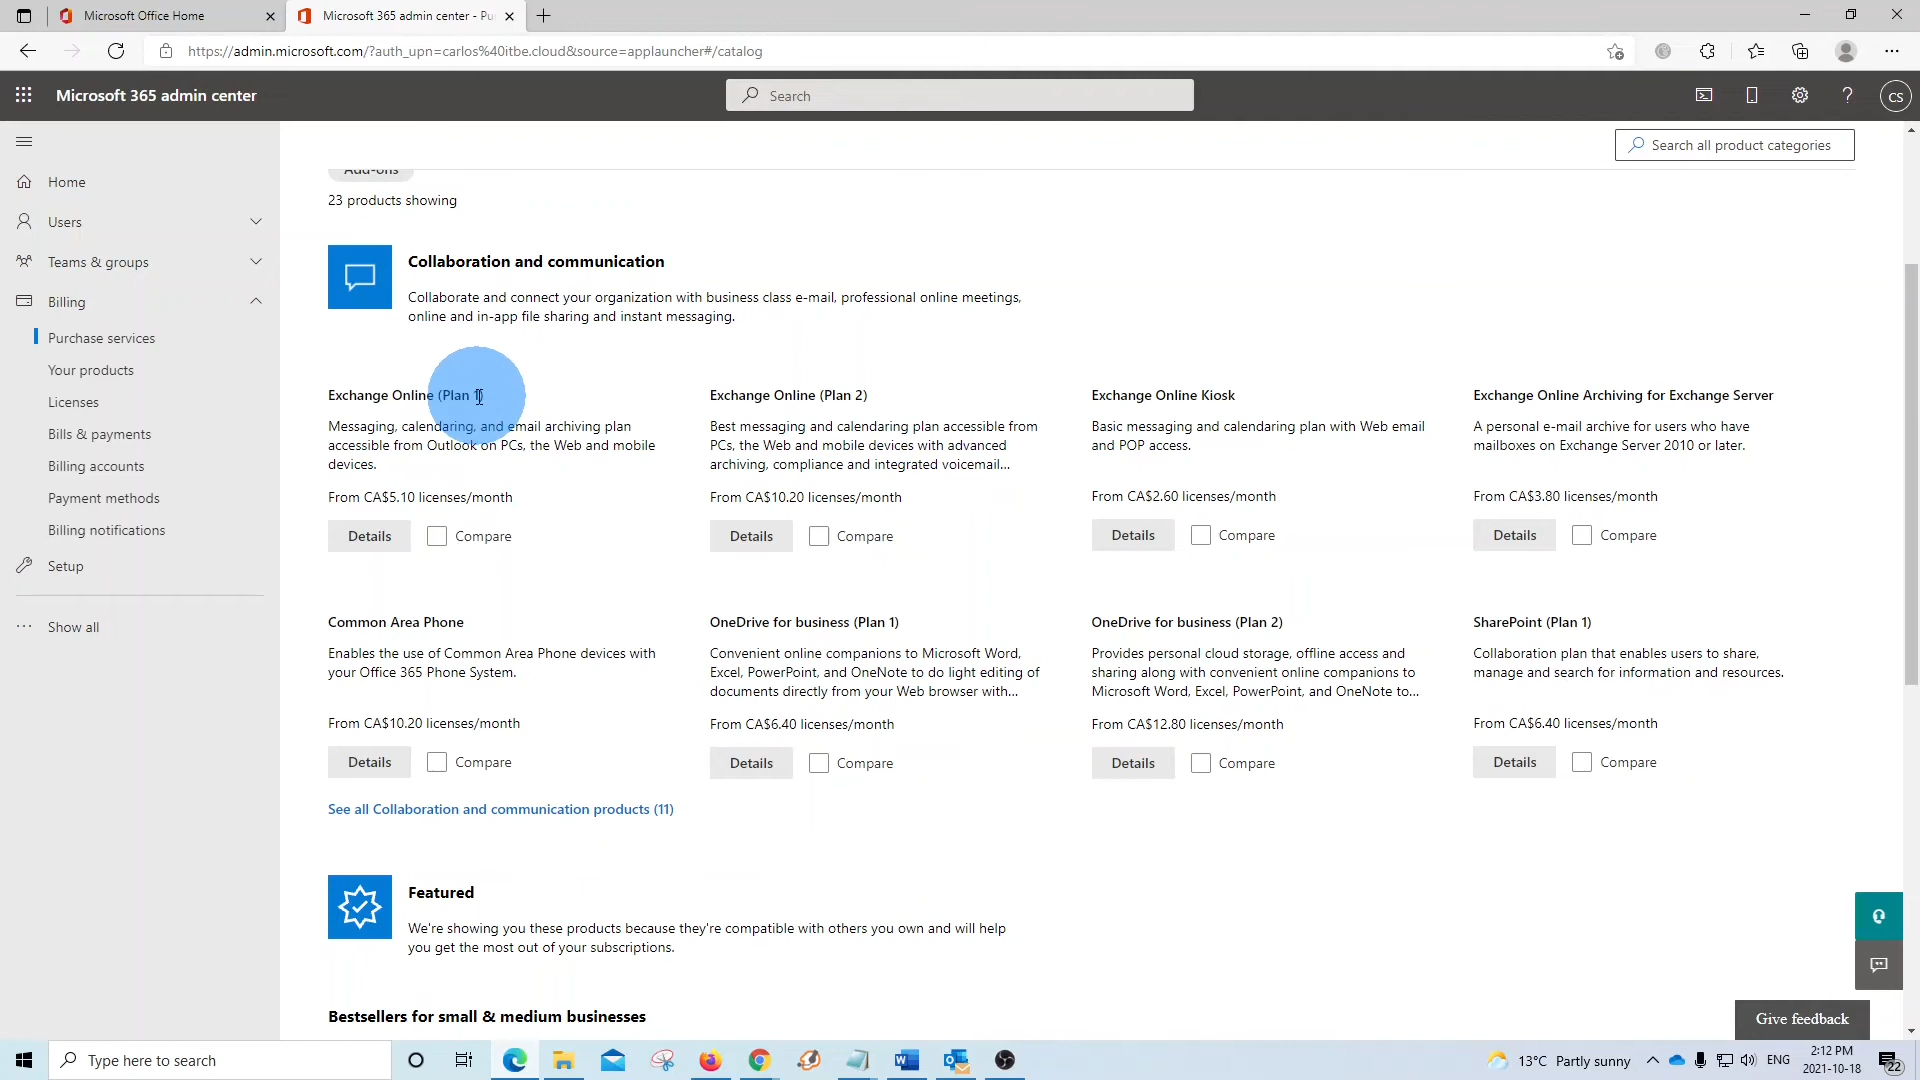 Microsoft Office Home
Microsoft 365 admin center - Pu
https://admin.microsoft.com/?auth_upn=carlos%40itbe.cloud&source=applauncher#/catalog
Microsoft 365 admin center
Search
CS
Search all product categories
Home
Users
Teams & groups
Billing
Purchase services
Your products
Licenses
Bills & payments
Billing accounts
Payment methods
Billing notifications
Setup
Show all
Add-ons
23 products showing
Collaboration and communication
Collaborate and connect your organization with business class e-mail, professional online meetings,
online and in-app file sharing and instant messaging.
Exchange Online (Plan 1)
Messaging, calendaring, and email archiving plan
accessible from Outlook on PCs, the Web and mobile
devices.
From CA$5.10 licenses/month
Details
Compare
Exchange Online (Plan 2)
Best messaging and calendaring plan accessible from
PCs, the Web and mobile devices with advanced
archiving, compliance and integrated voicemail...
From CA$10.20 licenses/month
Details
Compare
Exchange Online Kiosk
Basic messaging and calendaring plan with Web email
and POP access.
From CA$2.60 licenses/month
Details
Compare
Exchange Online Archiving for Exchange Server
A personal e-mail archive for users who have
mailboxes on Exchange Server 2010 or later.
From CA$3.80 licenses/month
Details
Compare
Common Area Phone
Enables the use of Common Area Phone devices with
your Office 365 Phone System.
From CA$10.20 licenses/month
Details
Compare
OneDrive for business (Plan 1)
Convenient online companions to Microsoft Word,
Excel, PowerPoint, and OneNote to do light editing of
documents directly from your Web browser with...
From CA$6.40 licenses/month
Details
Compare
OneDrive for business (Plan 2)
Provides personal cloud storage, offline access and
sharing along with convenient online companions to
Microsoft Word, Excel, PowerPoint, and OneNote to...
From CA$12.80 licenses/month
Details
Compare
SharePoint (Plan 1)
Collaboration plan that enables users to share,
manage and search for information and resources.
From CA$6.40 licenses/month
Details
Compare
See all Collaboration and communication products (11)
Featured
We're showing you these products because they're compatible with others you own and will help
you get the most out of your subscriptions.
Bestsellers for small & medium businesses
Give feedback
Type here to search
13°C Partly sunny
ENG
2:12 PM
2021-10-18
22